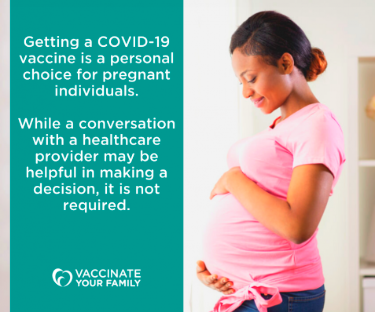 Getting a COVID-19
vaccine is a personal
choice for pregnant
individuals.
While a conversation
with a healthcare
provider may be
helpful in making a
decision, it is not
required.
VACCINATE
YOUR FAMILY